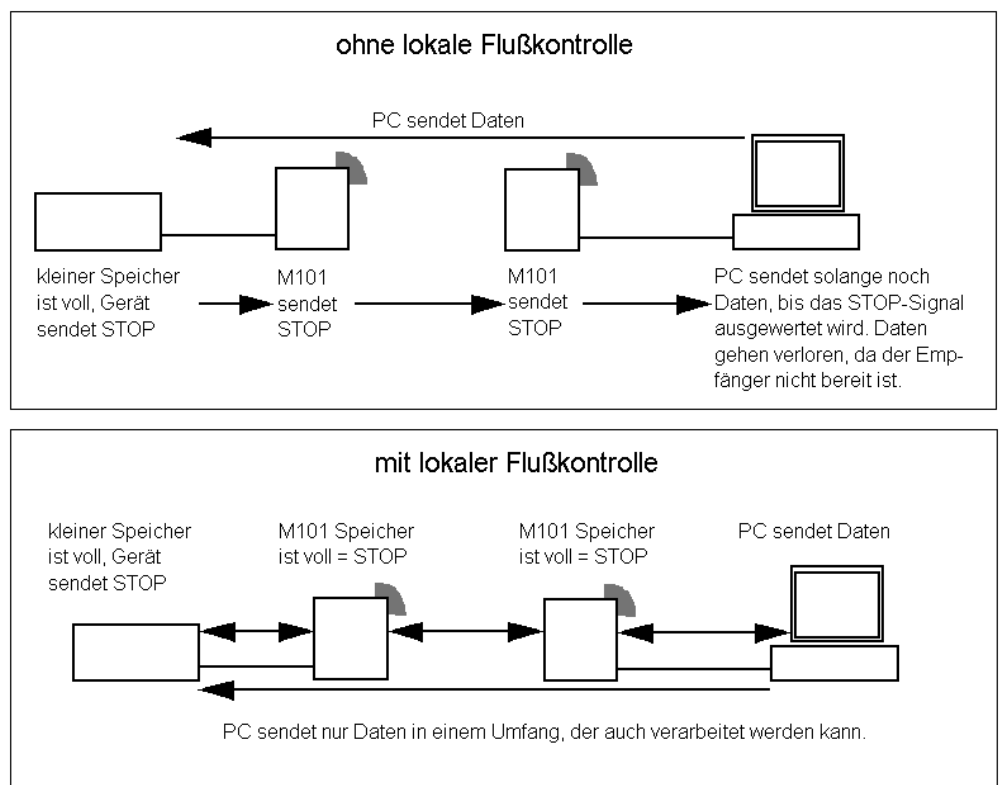 ohne lokale Flußkontrolle
PC sendet Daten
kleiner Speicher
ist voll, Gerät
sendet STOP
M101
sendet
STOP
M101
sendet
STOP
PC sendet solange noch
Daten, bis das STOP-Signal
ausgewertet wird. Daten
gehen verloren, da der Emp-
fänger nicht bereit ist.
mit lokaler Flußkontrolle
kleiner Speicher
ist voll, Gerät
sendet STOP
M101 Speicher
ist voll = STOP
M101 Speicher
ist voll = STOP
PC sendet Daten
PC sendet nur Daten in einem Umfang, der auch verarbeitet werden kann.